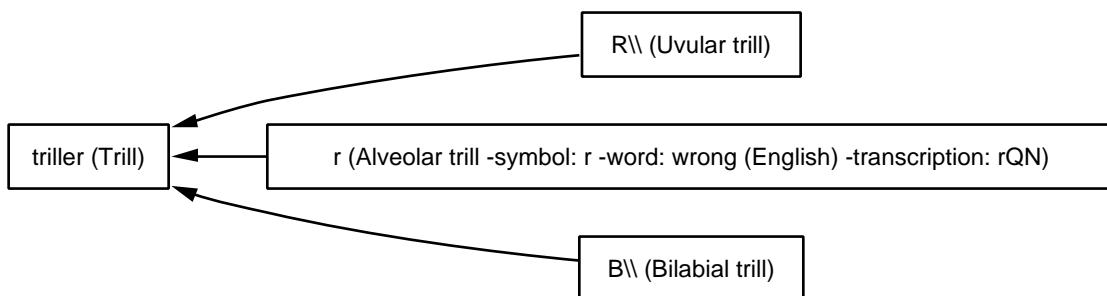 R\\ (Uvular trill)
triller (Trill)
r (Alveolar trill -symbol: r -word: wrong (English) -transcription: rQN)
B\\ (Bilabial trill)